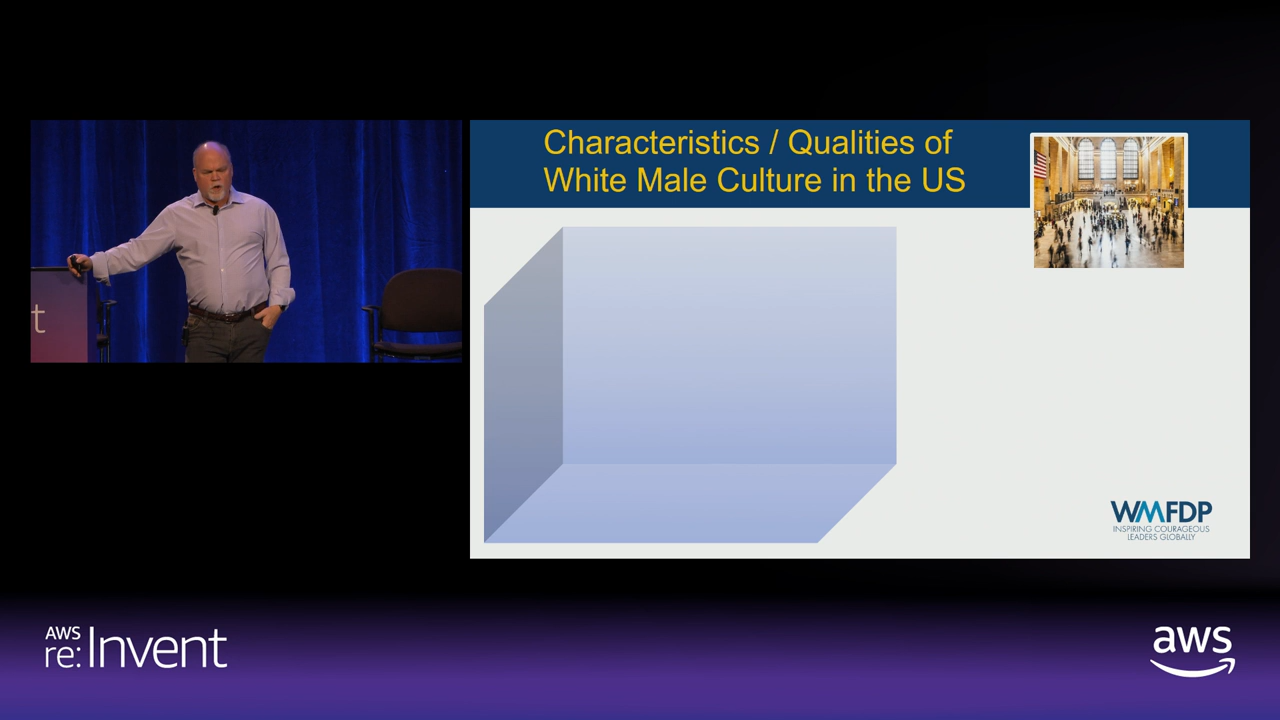 Characteristics / Qualities of
White Male Culture in the US
t
WMFDP
INSPIRING COURAGEOUS
LEADERS GLOBALLY
AWS
re:Invent
aws